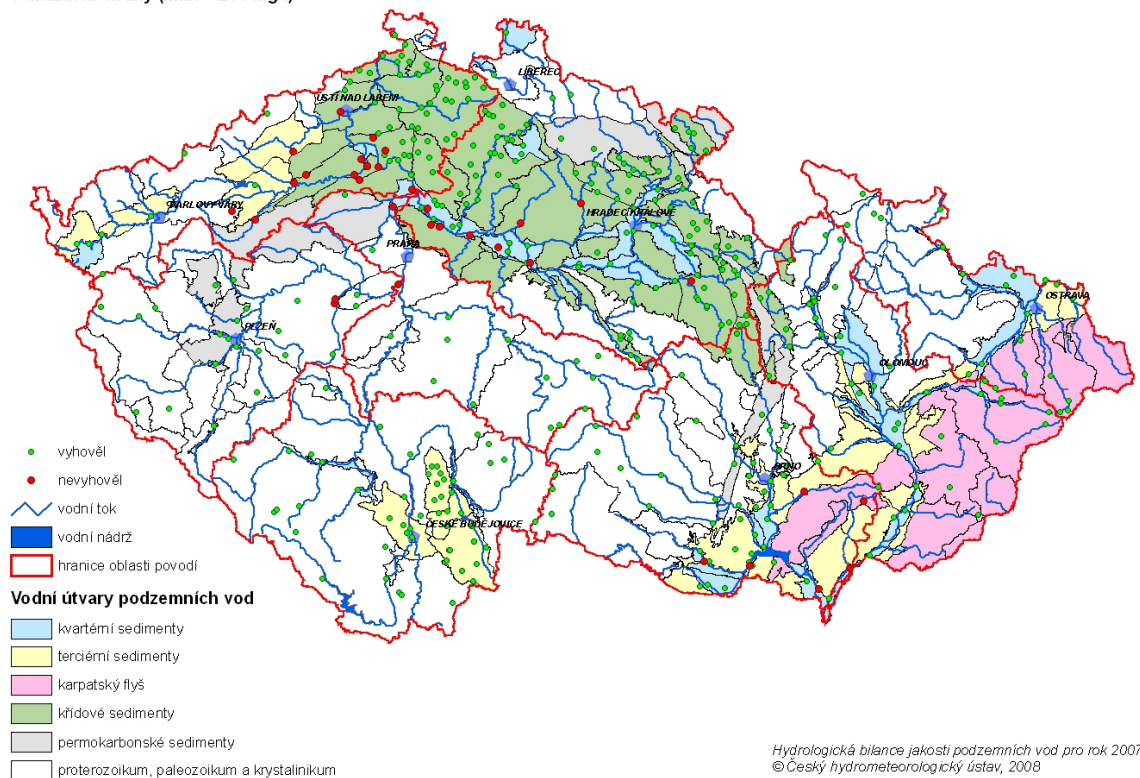 LIBEREC
ÚSTÍ NAD LABEM
KARLOVY VARY
HRADEC KRÁLOVÉ
PRAHA
OSTRAVA
PLZEŇ
OLOMOUC
BRNO
ČESKÉ BUDĚJOVICE
vyhověl
nevyhověl
vodní tok
vodní nádrž
hranice oblasti povodí
Vodní útvary podzemních vod
kvartérní sedimenty
terciérní sedimenty
karpatský flyš
křídové sedimenty
permokarbonské sedimenty
proterozoikum, paleozoikum a krystalinikum
Hydrologická bilance jakosti podzemních vod pro rok 2007
© Český hydrometeorologický ústav, 2008